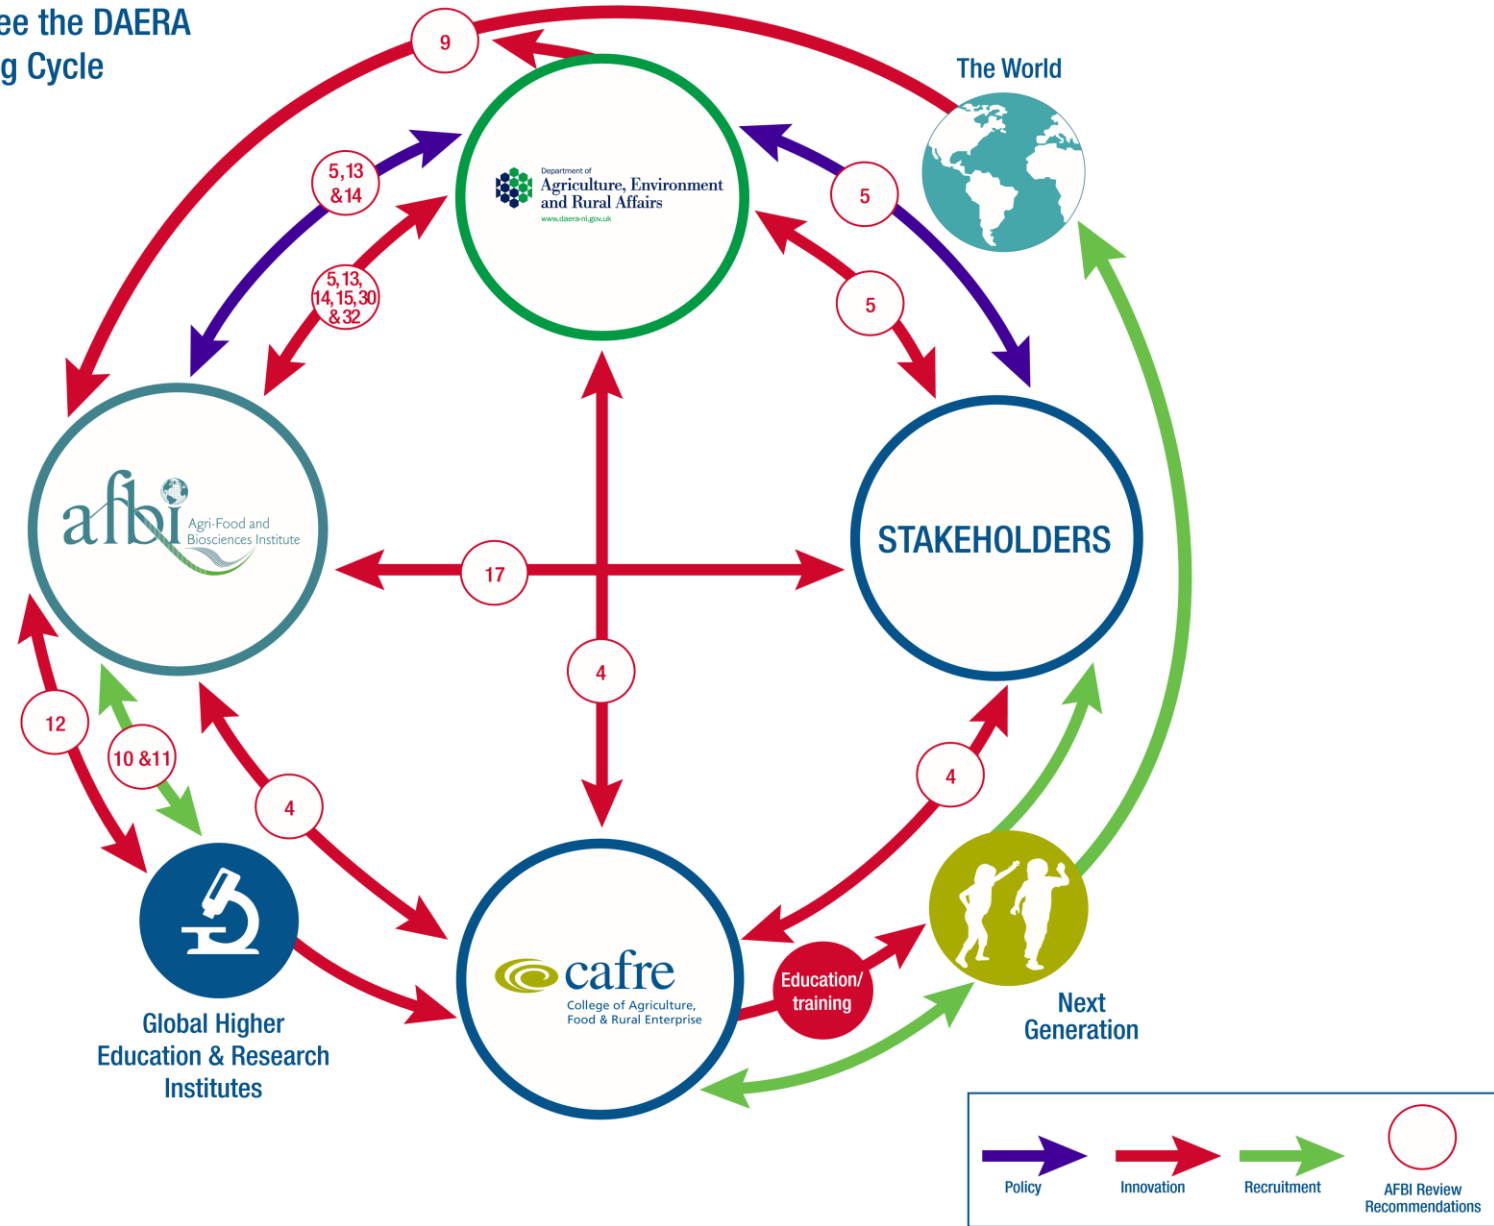 ee the DAERA
g Cycle
9
The World
5,13
&14
Department of
Agriculture, Environment
and Rural Affairs
www.daera-ni.gov.uk
5
5,13,
14,15,30
&32
5
afbi
Agri-Food and
Biosciences Institute
STAKEHOLDERS
17
4
12
10 &11
4
4
cafre
College of Agriculture,
Food & Rural Enterprise
Education/
training
Global Higher
Education & Research
Institutes
Next
Generation
Policy
Innovation
Recruitment
AFBI Review
Recommendations